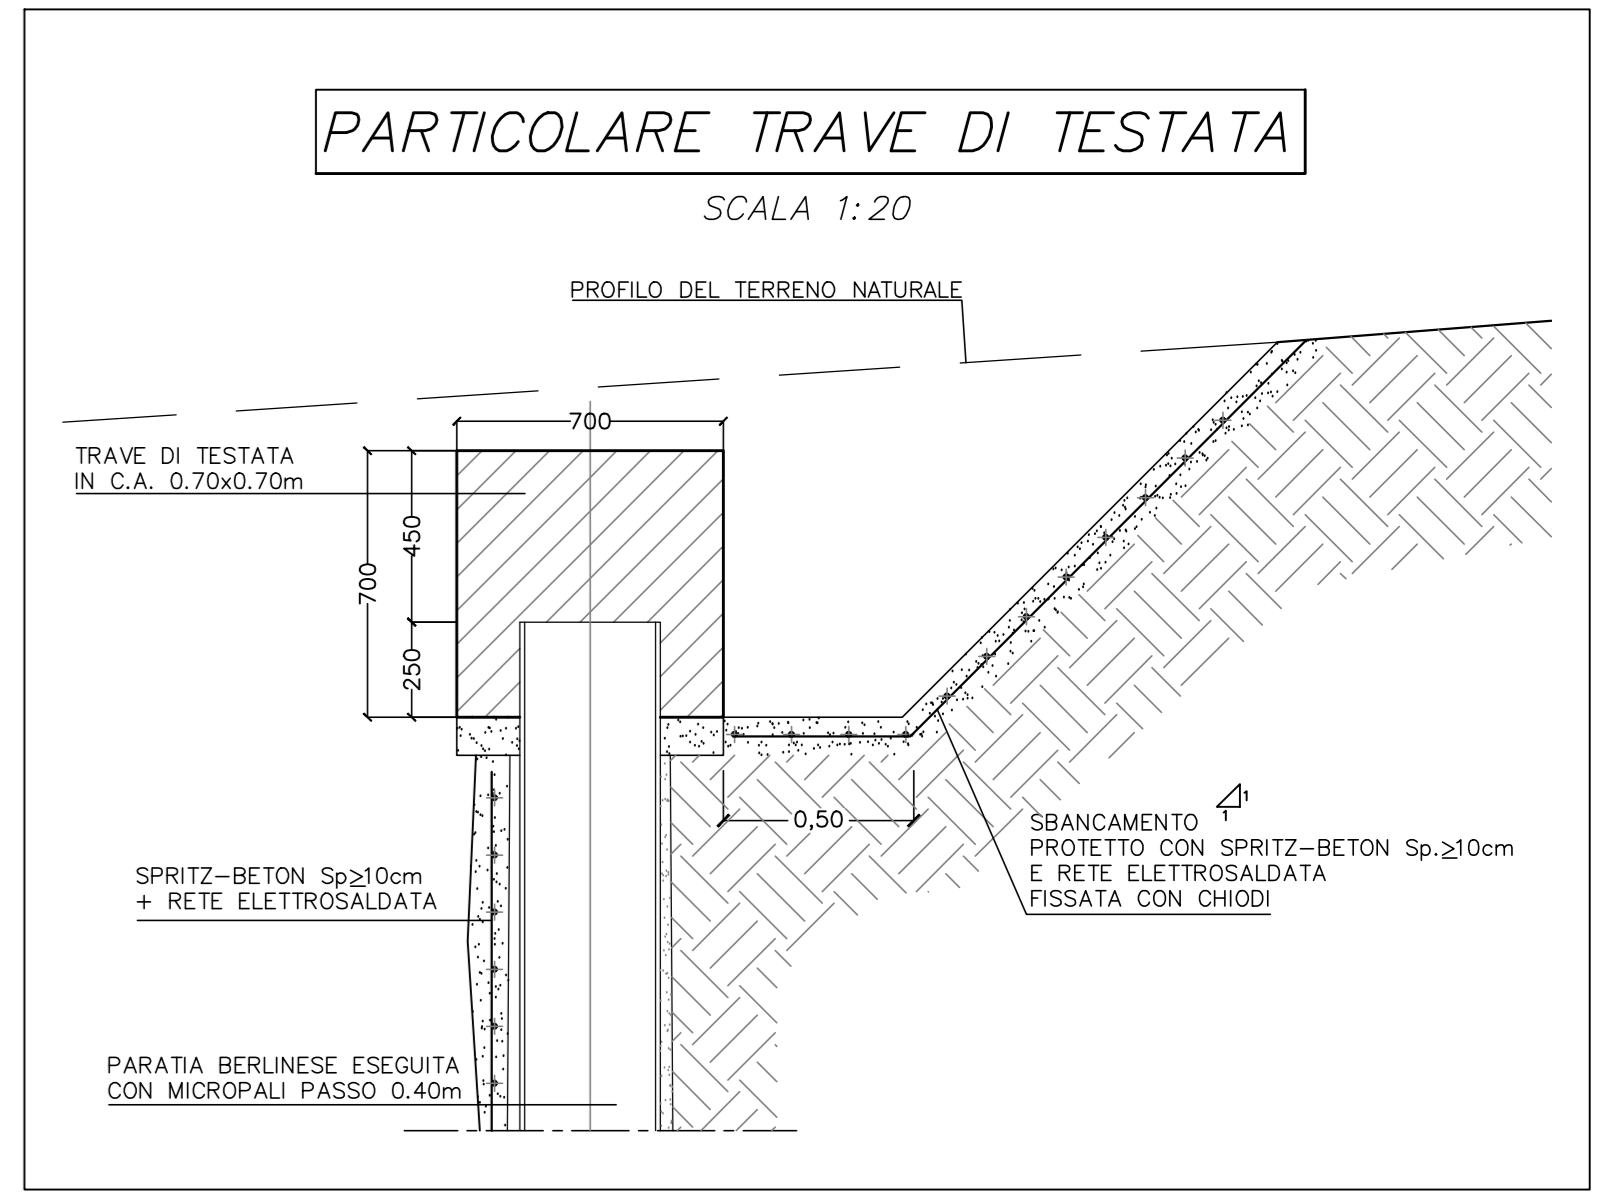 PARTICOLARE TRAVE DI TESTATA
SCALA 1:20
PROFILO DEL TERRENO NATURALE
700
TRAVE DI TESTATA
IN C.A. 0.70x0.70m
450
700
250
0,50
1
1
SBANCAMENTO
PROTETTO CON SPRITZ-BETON Sp.≥10cm
E RETE ELETTROSALDATA
FISSATA CON CHIODI
SPRITZ-BETON Sp≥10cm
+ RETE ELETTROSALDATA
PARATIA BERLINESE ESEGUITA
CON MICROPALI PASSO 0.40m